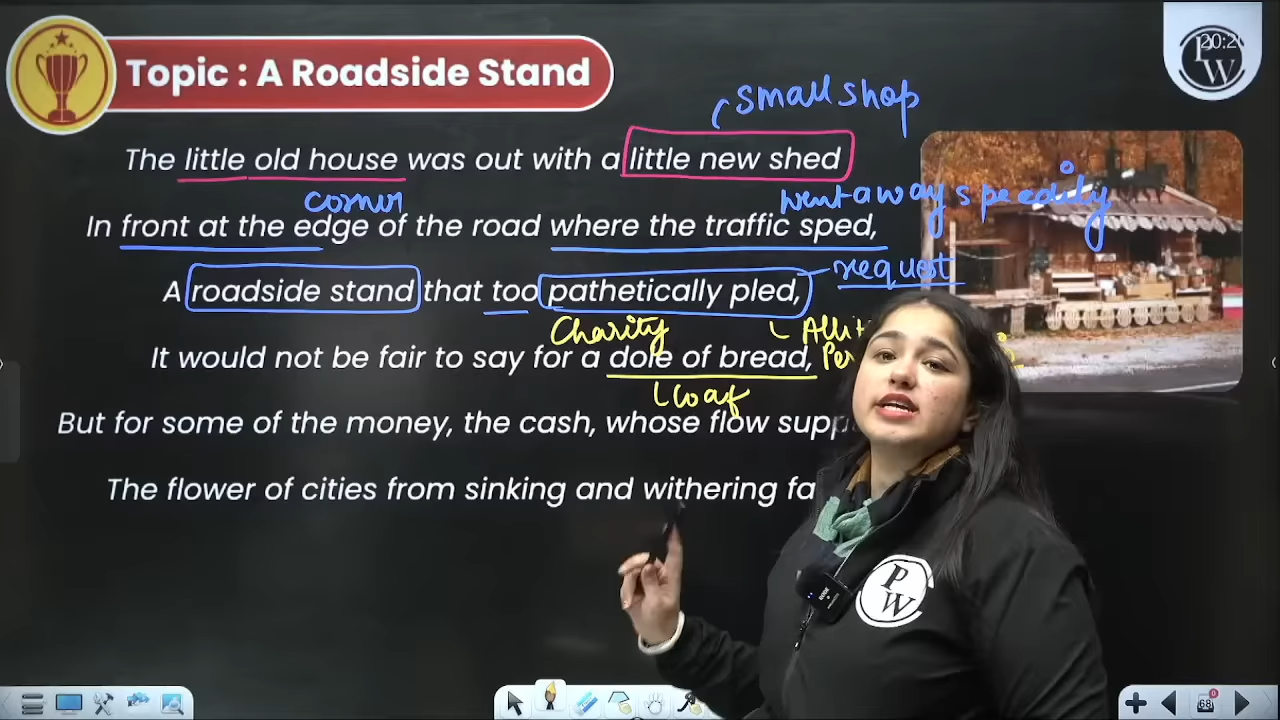 20:2
PW
Topic : A Roadside Stand
small shop
The little old house was out with a little new shed
corner
went away speedily
In front at the edge of the road where the traffic sped,
request
A roadside stand that too pathetically pled,
Charity
It would not be fair to say for a dole of bread,
loaf
But for some of the money, the cash, whose flow
The flower of cities from sinking and withering
PW
68